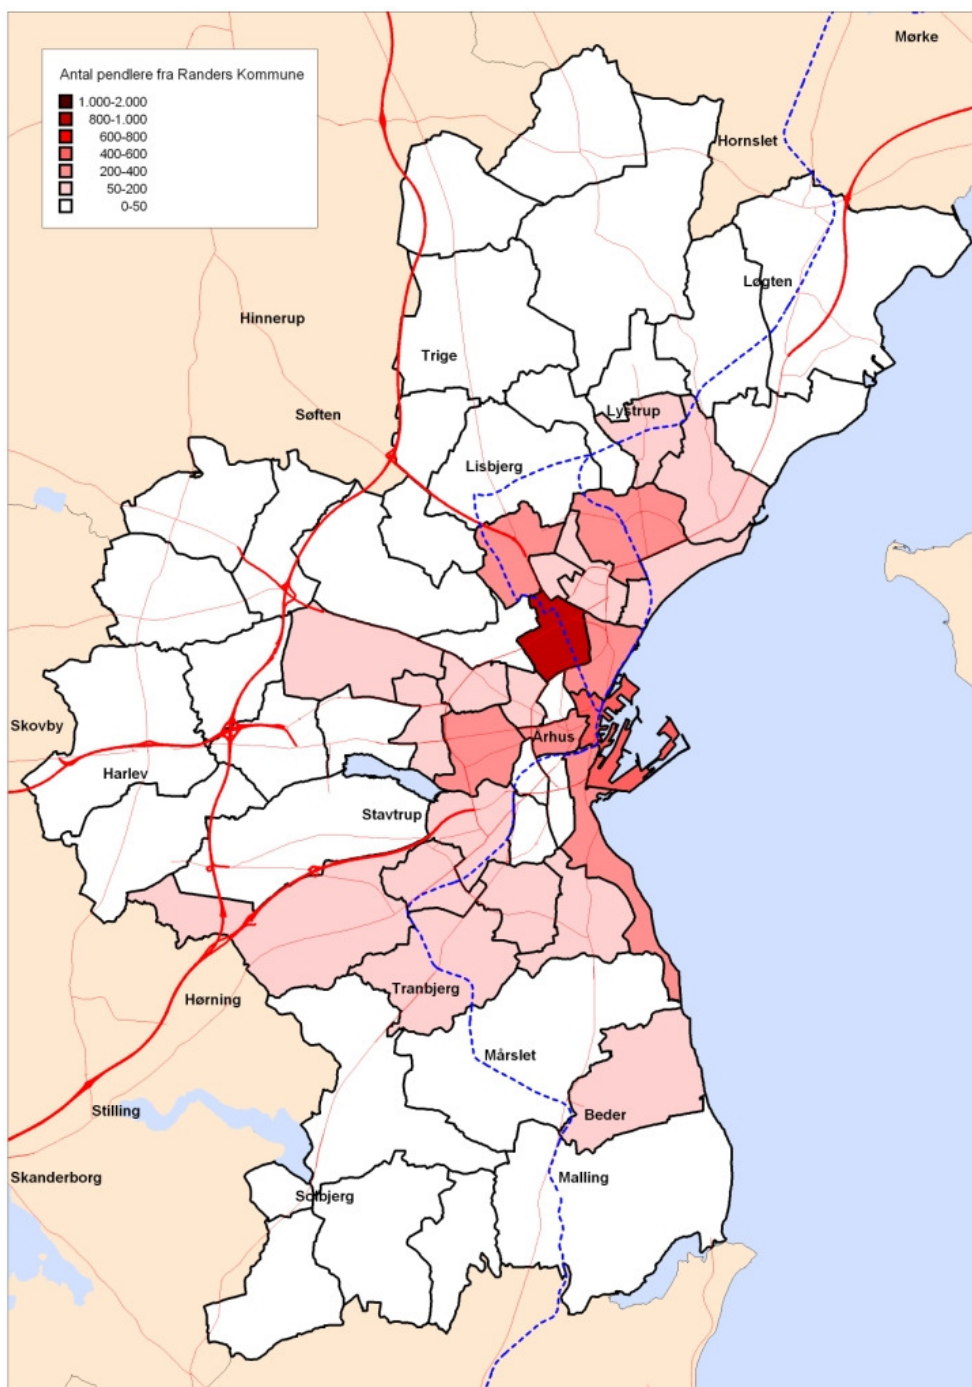 Mørke
Antal pendlere fra Randers Kommune
1.000-2.000
800-1.000
600-800
400-600
200-400
50-200
0-50
Hornslet
Løgten
Hinnerup
Trige
Søften
Lystrup
Lisbjerg
Skovby
Århus
Harlev
Stavtrup
Tranbjerg
Hørning
Mårslet
Stilling
Beder
Skanderborg
Malling
Solbjerg